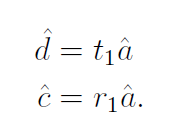 d̂ = t₁â
ĉ = r₁â.